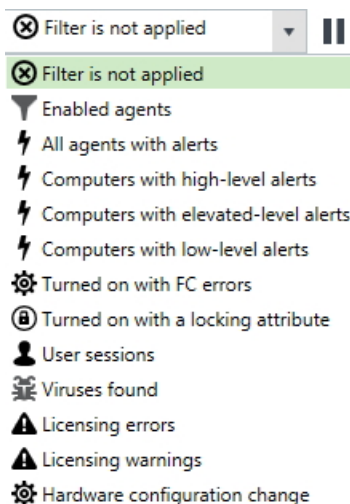 Filter is not applied
Filter is not applied
Enabled agents
All agents with alerts
Computers with high-level alerts
Computers with elevated-level alerts
Computers with low-level alerts
Turned on with FC errors
Turned on with a locking attribute
User sessions
Viruses found
Licensing errors
Licensing warnings
Hardware configuration change